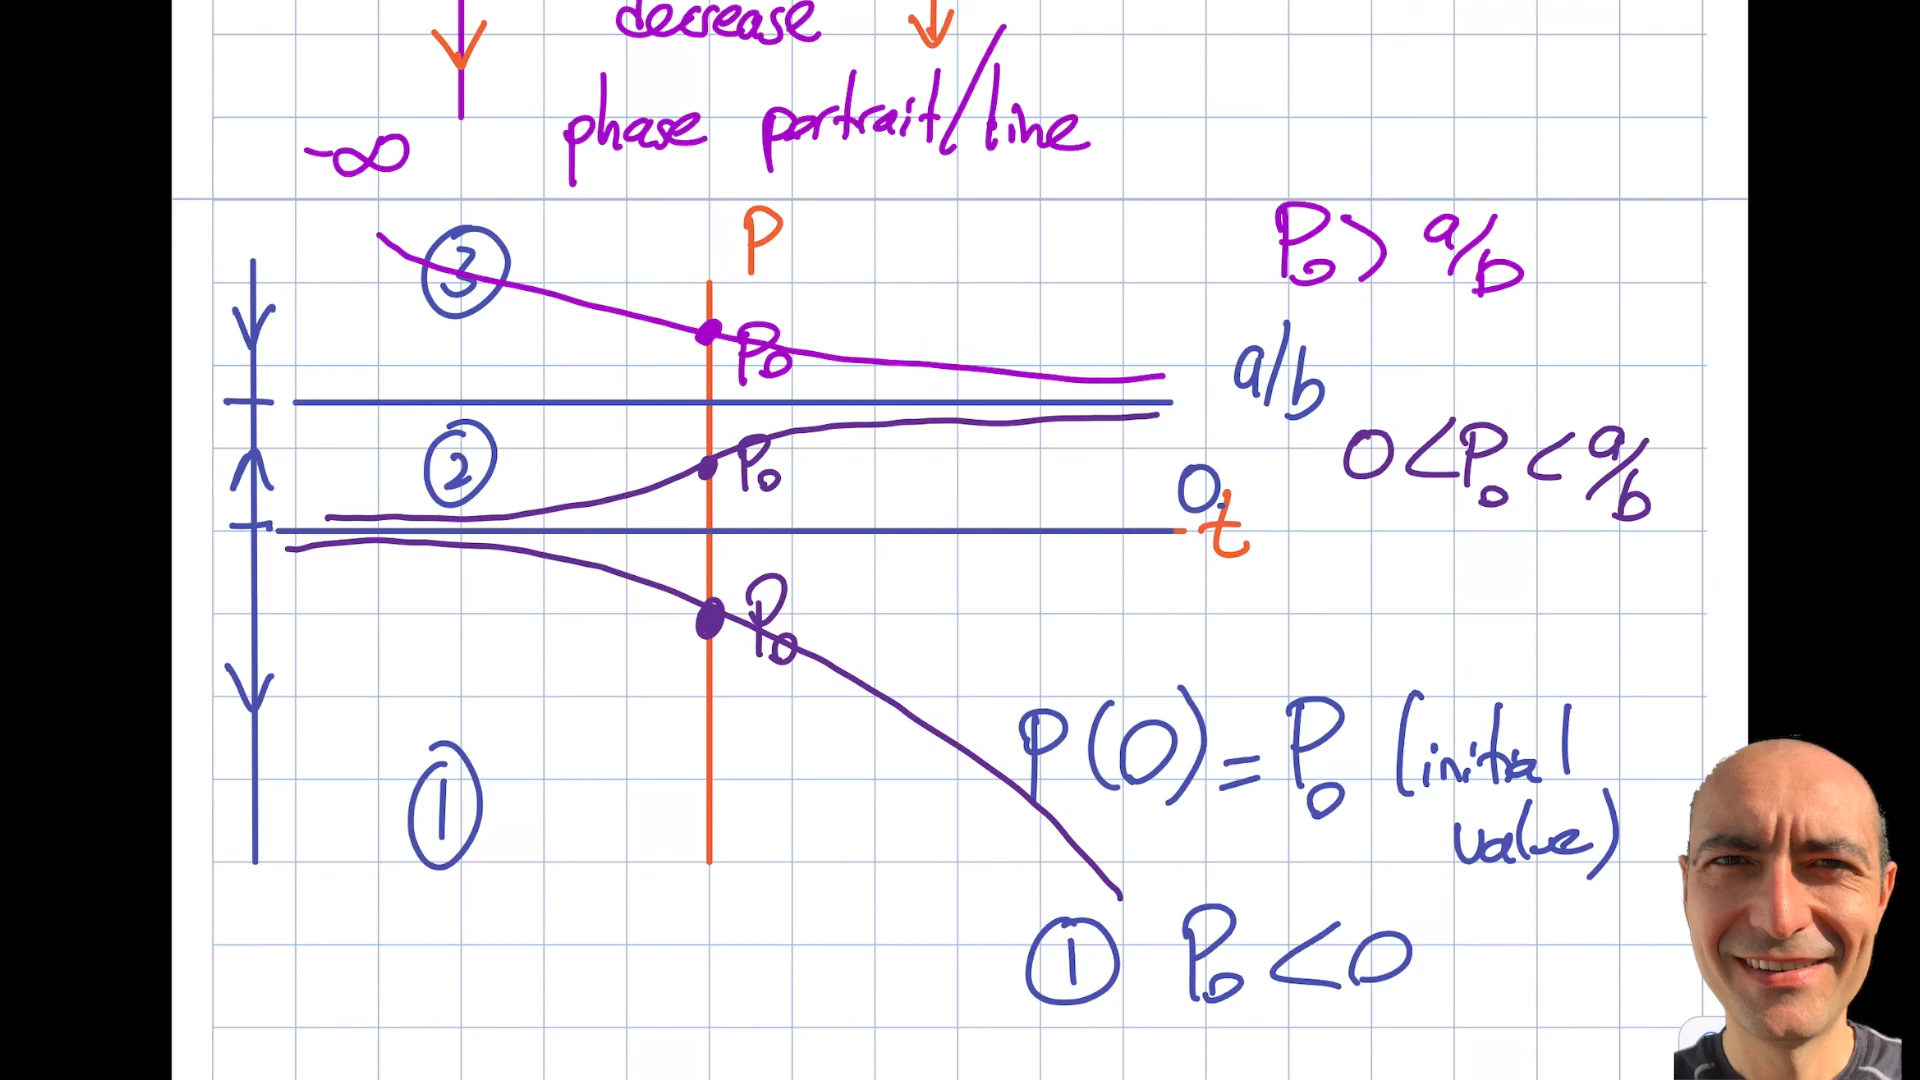 decrease
phase portrait/line
-∞
P
③
P₀ > a/b
P₀
a/b
②
P₀
0 < P₀ < a/b
0
t
P₀
P(0) = P₀ (initial
value)
①
① P₀ < 0